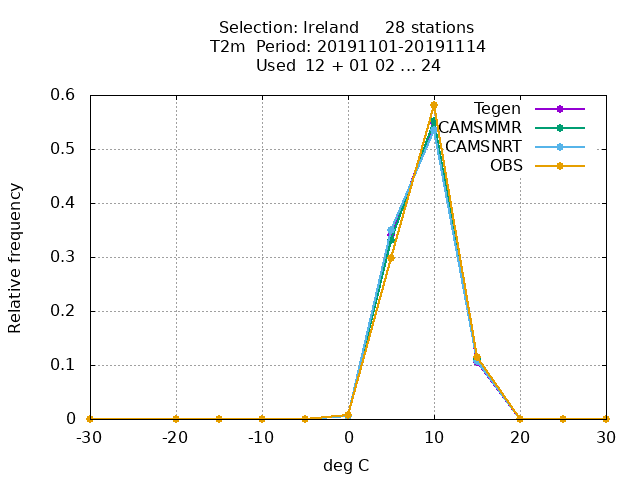 Selection: Ireland 28 stations
T2m Period: 20191101-20191114
Used 12 + 01 02 ... 24
0.6
0.5
0.4
0.3
0.2
0.1
0
Relative frequency
Tegen
CAMSMMR
CAMSNRT
OBS
-30 -20 -10 0 10 20 30
deg C